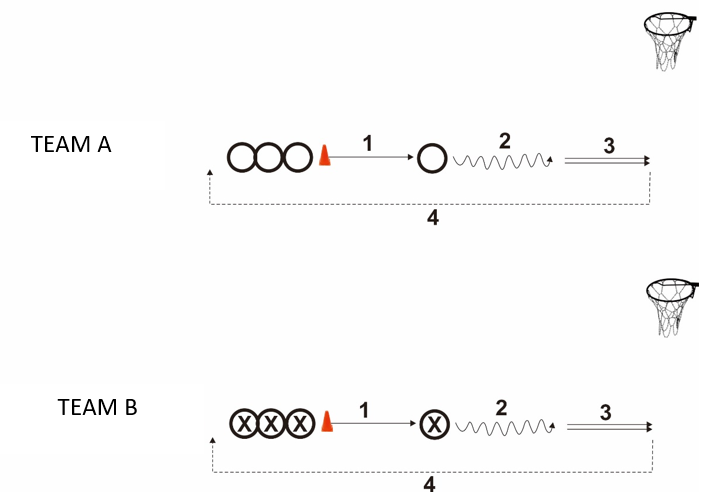 TEAM A
1 2 3
4
TEAM B
X X X 1 X 2 3
4